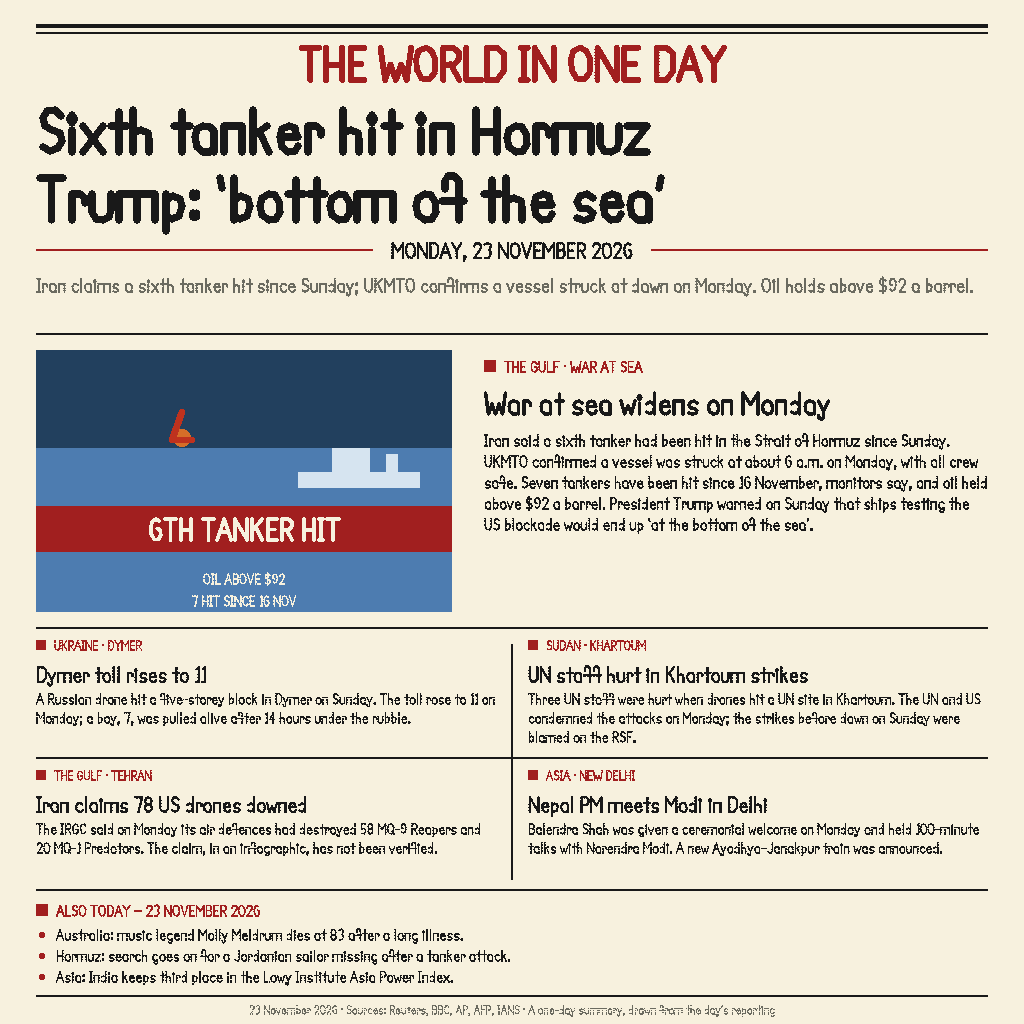 THE WORLD IN ONE DAY
Sixth tanker hit in Hormuz
Trump: ‘bottom of the sea’
MONDAY, 23 NOVEMBER 2026
Iran claims a sixth tanker hit since Sunday; UKMTO confirms a vessel struck at dawn on Monday. Oil holds above $92 a barrel.
6TH TANKER HIT
OIL ABOVE $92
7 HIT SINCE 16 NOV
THE GULF · WAR AT SEA
War at sea widens on Monday
Iran said a sixth tanker had been hit in the Strait of Hormuz since Sunday.
UKMTO confirmed a vessel was struck at about 6 a.m. on Monday, with all crew
safe. Seven tankers have been hit since 16 November, monitors say, and oil held
above $92 a barrel. President Trump warned on Sunday that ships testing the
US blockade would end up ‘at the bottom of the sea’.
UKRAINE · DYMER
Dymer toll rises to 11
A Russian drone hit a five-storey block in Dymer on Sunday. The toll rose to 11 on
Monday; a boy, 7, was pulled alive after 14 hours under the rubble.
SUDAN · KHARTOUM
UN staff hurt in Khartoum strikes
Three UN staff were hurt when drones hit a UN site in Khartoum. The UN and US
condemned the attacks on Monday; the strikes before dawn on Sunday were
blamed on the RSF.
THE GULF · TEHRAN
Iran claims 78 US drones downed
The IRGC said on Monday its air defences had destroyed 58 MQ-9 Reapers and
20 MQ-1 Predators. The claim, in an infographic, has not been verified.
ASIA · NEW DELHI
Nepal PM meets Modi in Delhi
Balendra Shah was given a ceremonial welcome on Monday and held 100-minute
talks with Narendra Modi. A new Ayodhya-Janakpur train was announced.
ALSO TODAY — 23 NOVEMBER 2026
• Australia: music legend Molly Meldrum dies at 83 after a long illness.
• Hormuz: search goes on for a Jordanian sailor missing after a tanker attack.
• Asia: India keeps third place in the Lowy Institute Asia Power Index.
23 November 2026 · Sources: Reuters, BBC, AP, AFP, IANS · A one-day summary, drawn from the day's reporting